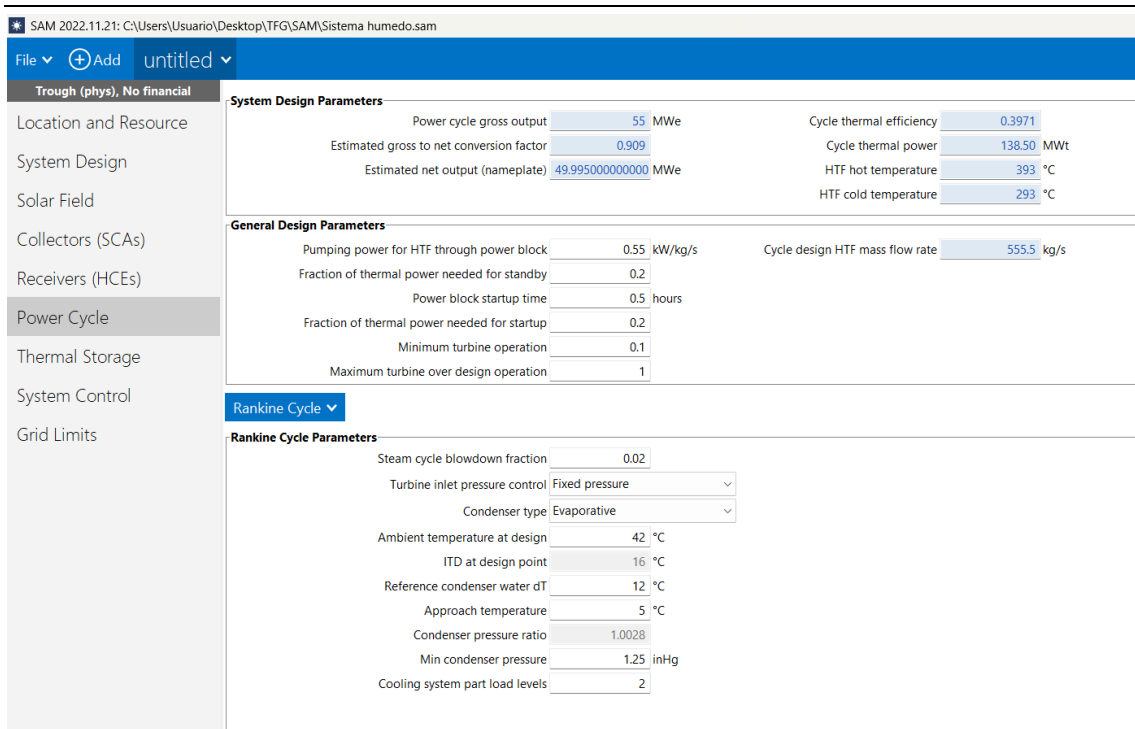 SAM 2022.11.21: C:\Users\Usuario\Desktop\TFG\SAM\Sistema humedo.sam
File Add untitled
Trough (phys), No financial
Location and Resource
System Design
Solar Field
Collectors (SCAs)
Receivers (HCEs)
Power Cycle
Thermal Storage
System Control
Grid Limits
System Design Parameters
Power cycle gross output 55 MWe
Estimated gross to net conversion factor 0.909
Estimated net output (nameplate) 49.995000000000 MWe
Cycle thermal efficiency 0.3971
Cycle thermal power 138.50 MWt
HTF hot temperature 393 °C
HTF cold temperature 293 °C
General Design Parameters
Pumping power for HTF through power block 0.55 kW/kg/s
Fraction of thermal power needed for standby 0.2
Power block startup time 0.5 hours
Fraction of thermal power needed for startup 0.2
Minimum turbine operation 0.1
Maximum turbine over design operation 1
Cycle design HTF mass flow rate 555.5 kg/s
Rankine Cycle
Rankine Cycle Parameters
Steam cycle blowdown fraction 0.02
Turbine inlet pressure control Fixed pressure
Condenser type Evaporative
Ambient temperature at design 42 °C
ITD at design point 16 °C
Reference condenser water dT 12 °C
Approach temperature 5 °C
Condenser pressure ratio 1.0028
Min condenser pressure 1.25 inHg
Cooling system part load levels 2